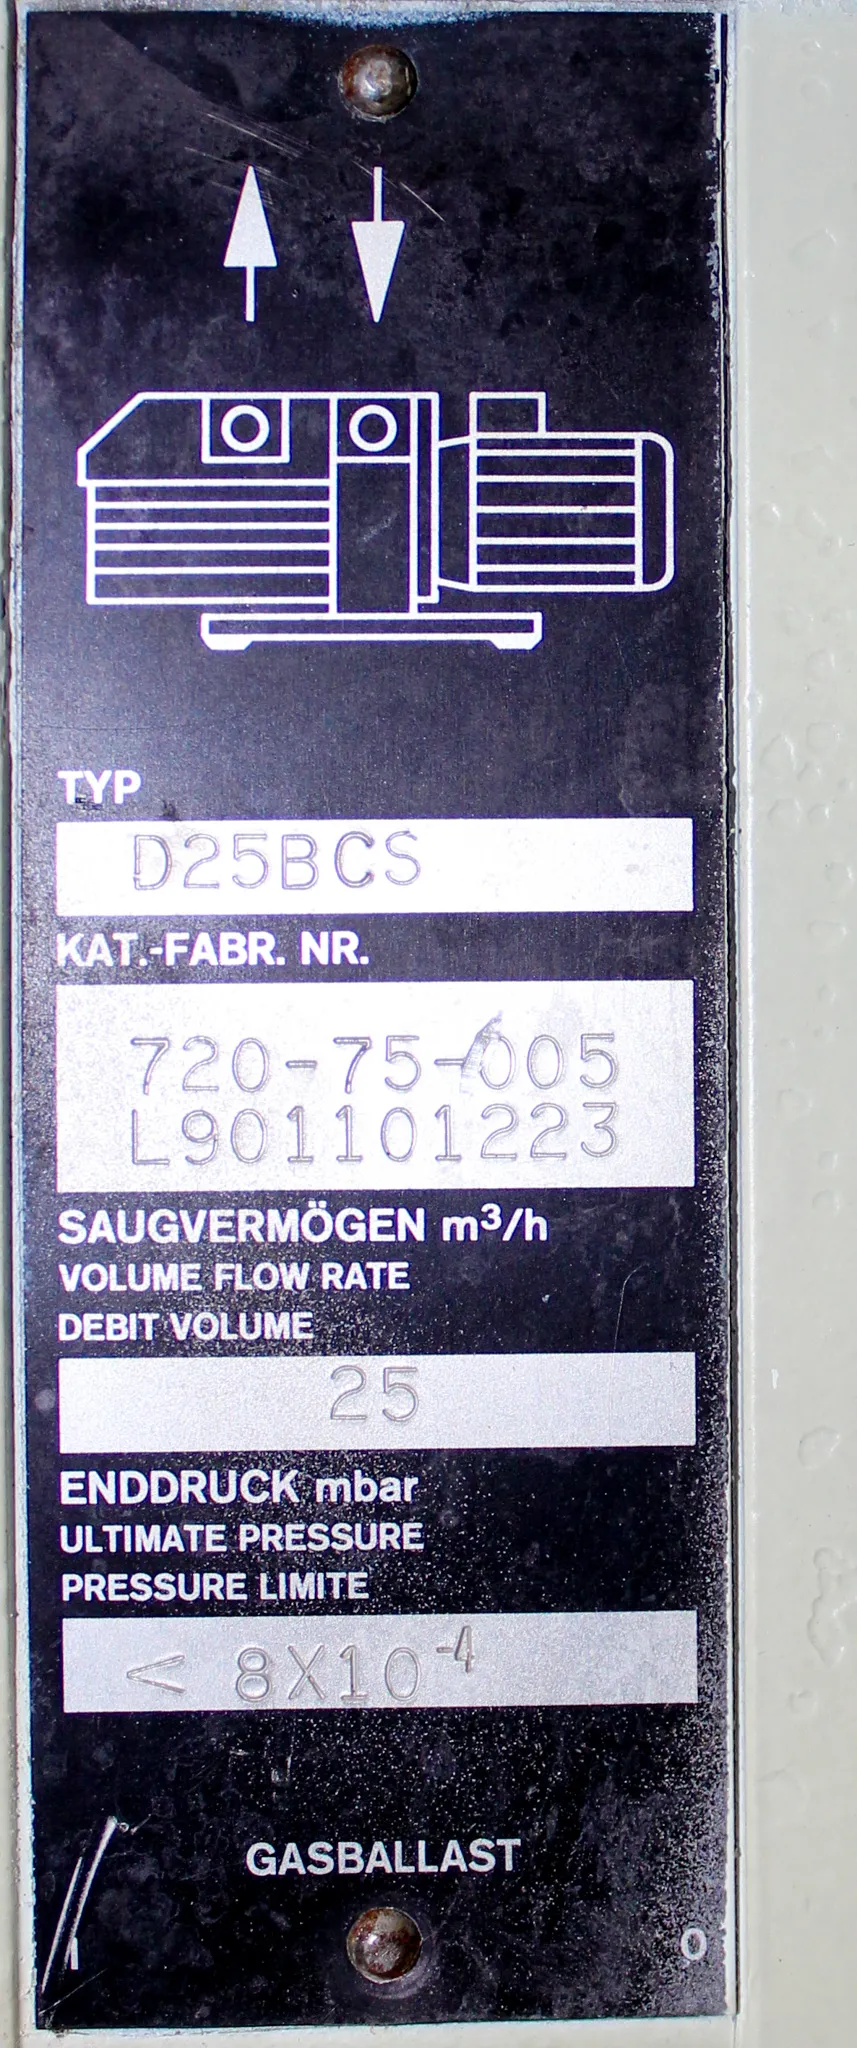 TYP
D25BCS
KAT.-FABR. NR.
720-75-005
L901101223
SAUGVERMÖGEN m³/h
VOLUME FLOW RATE
DEBIT VOLUME
25
ENDDRUCK mbar
ULTIMATE PRESSURE
PRESSURE LIMITE
< 8X10⁻⁴
GASBALLAST
I O